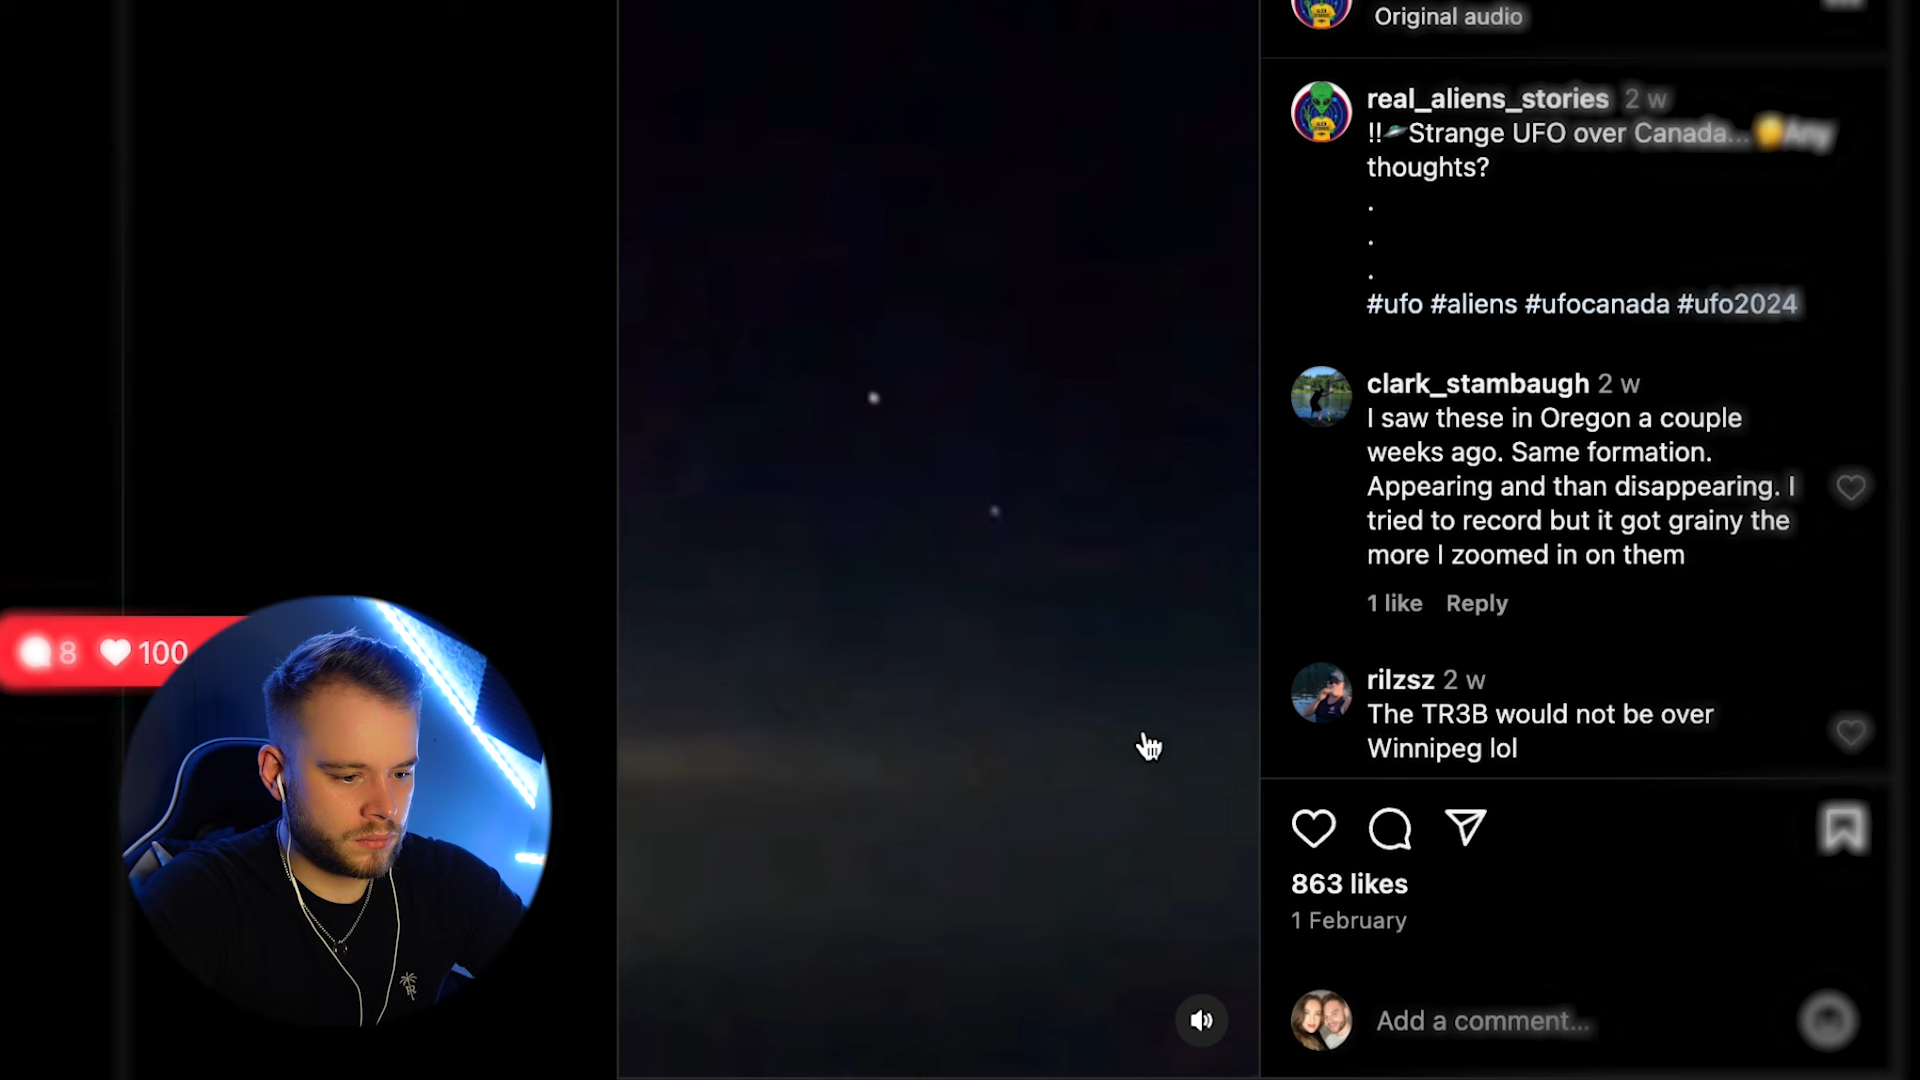 Original audio
real_aliens_stories 2 w
!!🛸Strange UFO over Canada... Any
thoughts?
.
.
.
#ufo #aliens #ufocanada #ufo2024
clark_stambaugh 2 w
I saw these in Oregon a couple
weeks ago. Same formation.
Appearing and than disappearing. I
tried to record but it got grainy the
more I zoomed in on them
1 like Reply
rilzsz 2 w
The TR3B would not be over
Winnipeg lol
8 100
863 likes
1 February
Add a comment...